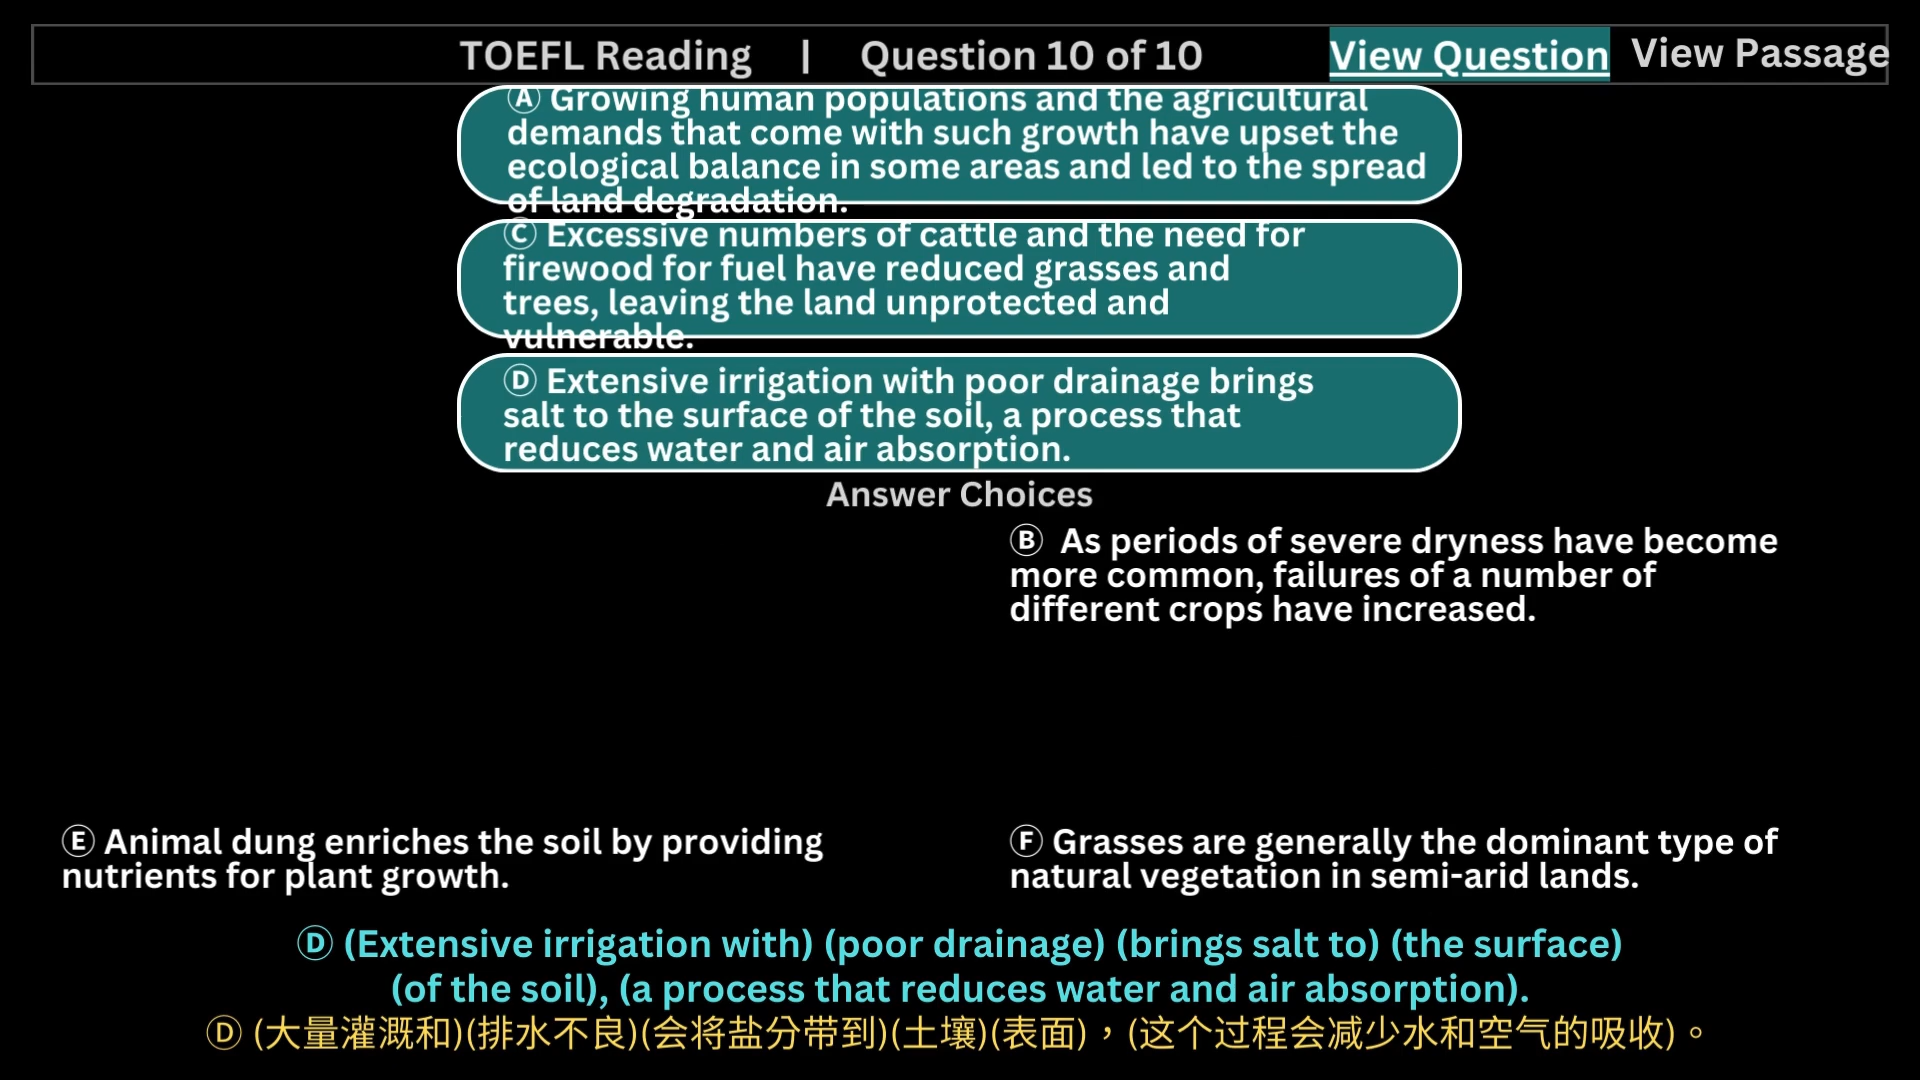 TOEFL Reading | Question 10 of 10 View Question View Passage
Ⓐ Growing human populations and the agricultural
demands that come with such growth have upset the
ecological balance in some areas and led to the spread
of land degradation.
Ⓒ Excessive numbers of cattle and the need for
firewood for fuel have reduced grasses and
trees, leaving the land unprotected and
vulnerable.
Ⓓ Extensive irrigation with poor drainage brings
salt to the surface of the soil, a process that
reduces water and air absorption.
Answer Choices
Ⓑ As periods of severe dryness have become
more common, failures of a number of
different crops have increased.
Ⓔ Animal dung enriches the soil by providing
nutrients for plant growth.
Ⓕ Grasses are generally the dominant type of
natural vegetation in semi-arid lands.
Ⓓ (Extensive irrigation with) (poor drainage) (brings salt to) (the surface)
(of the soil), (a process that reduces water and air absorption).
Ⓓ (大量灌溉和)(排水不良)(会将盐分带到)(土壤)(表面)，(这个过程会减少水和空气的吸收)。